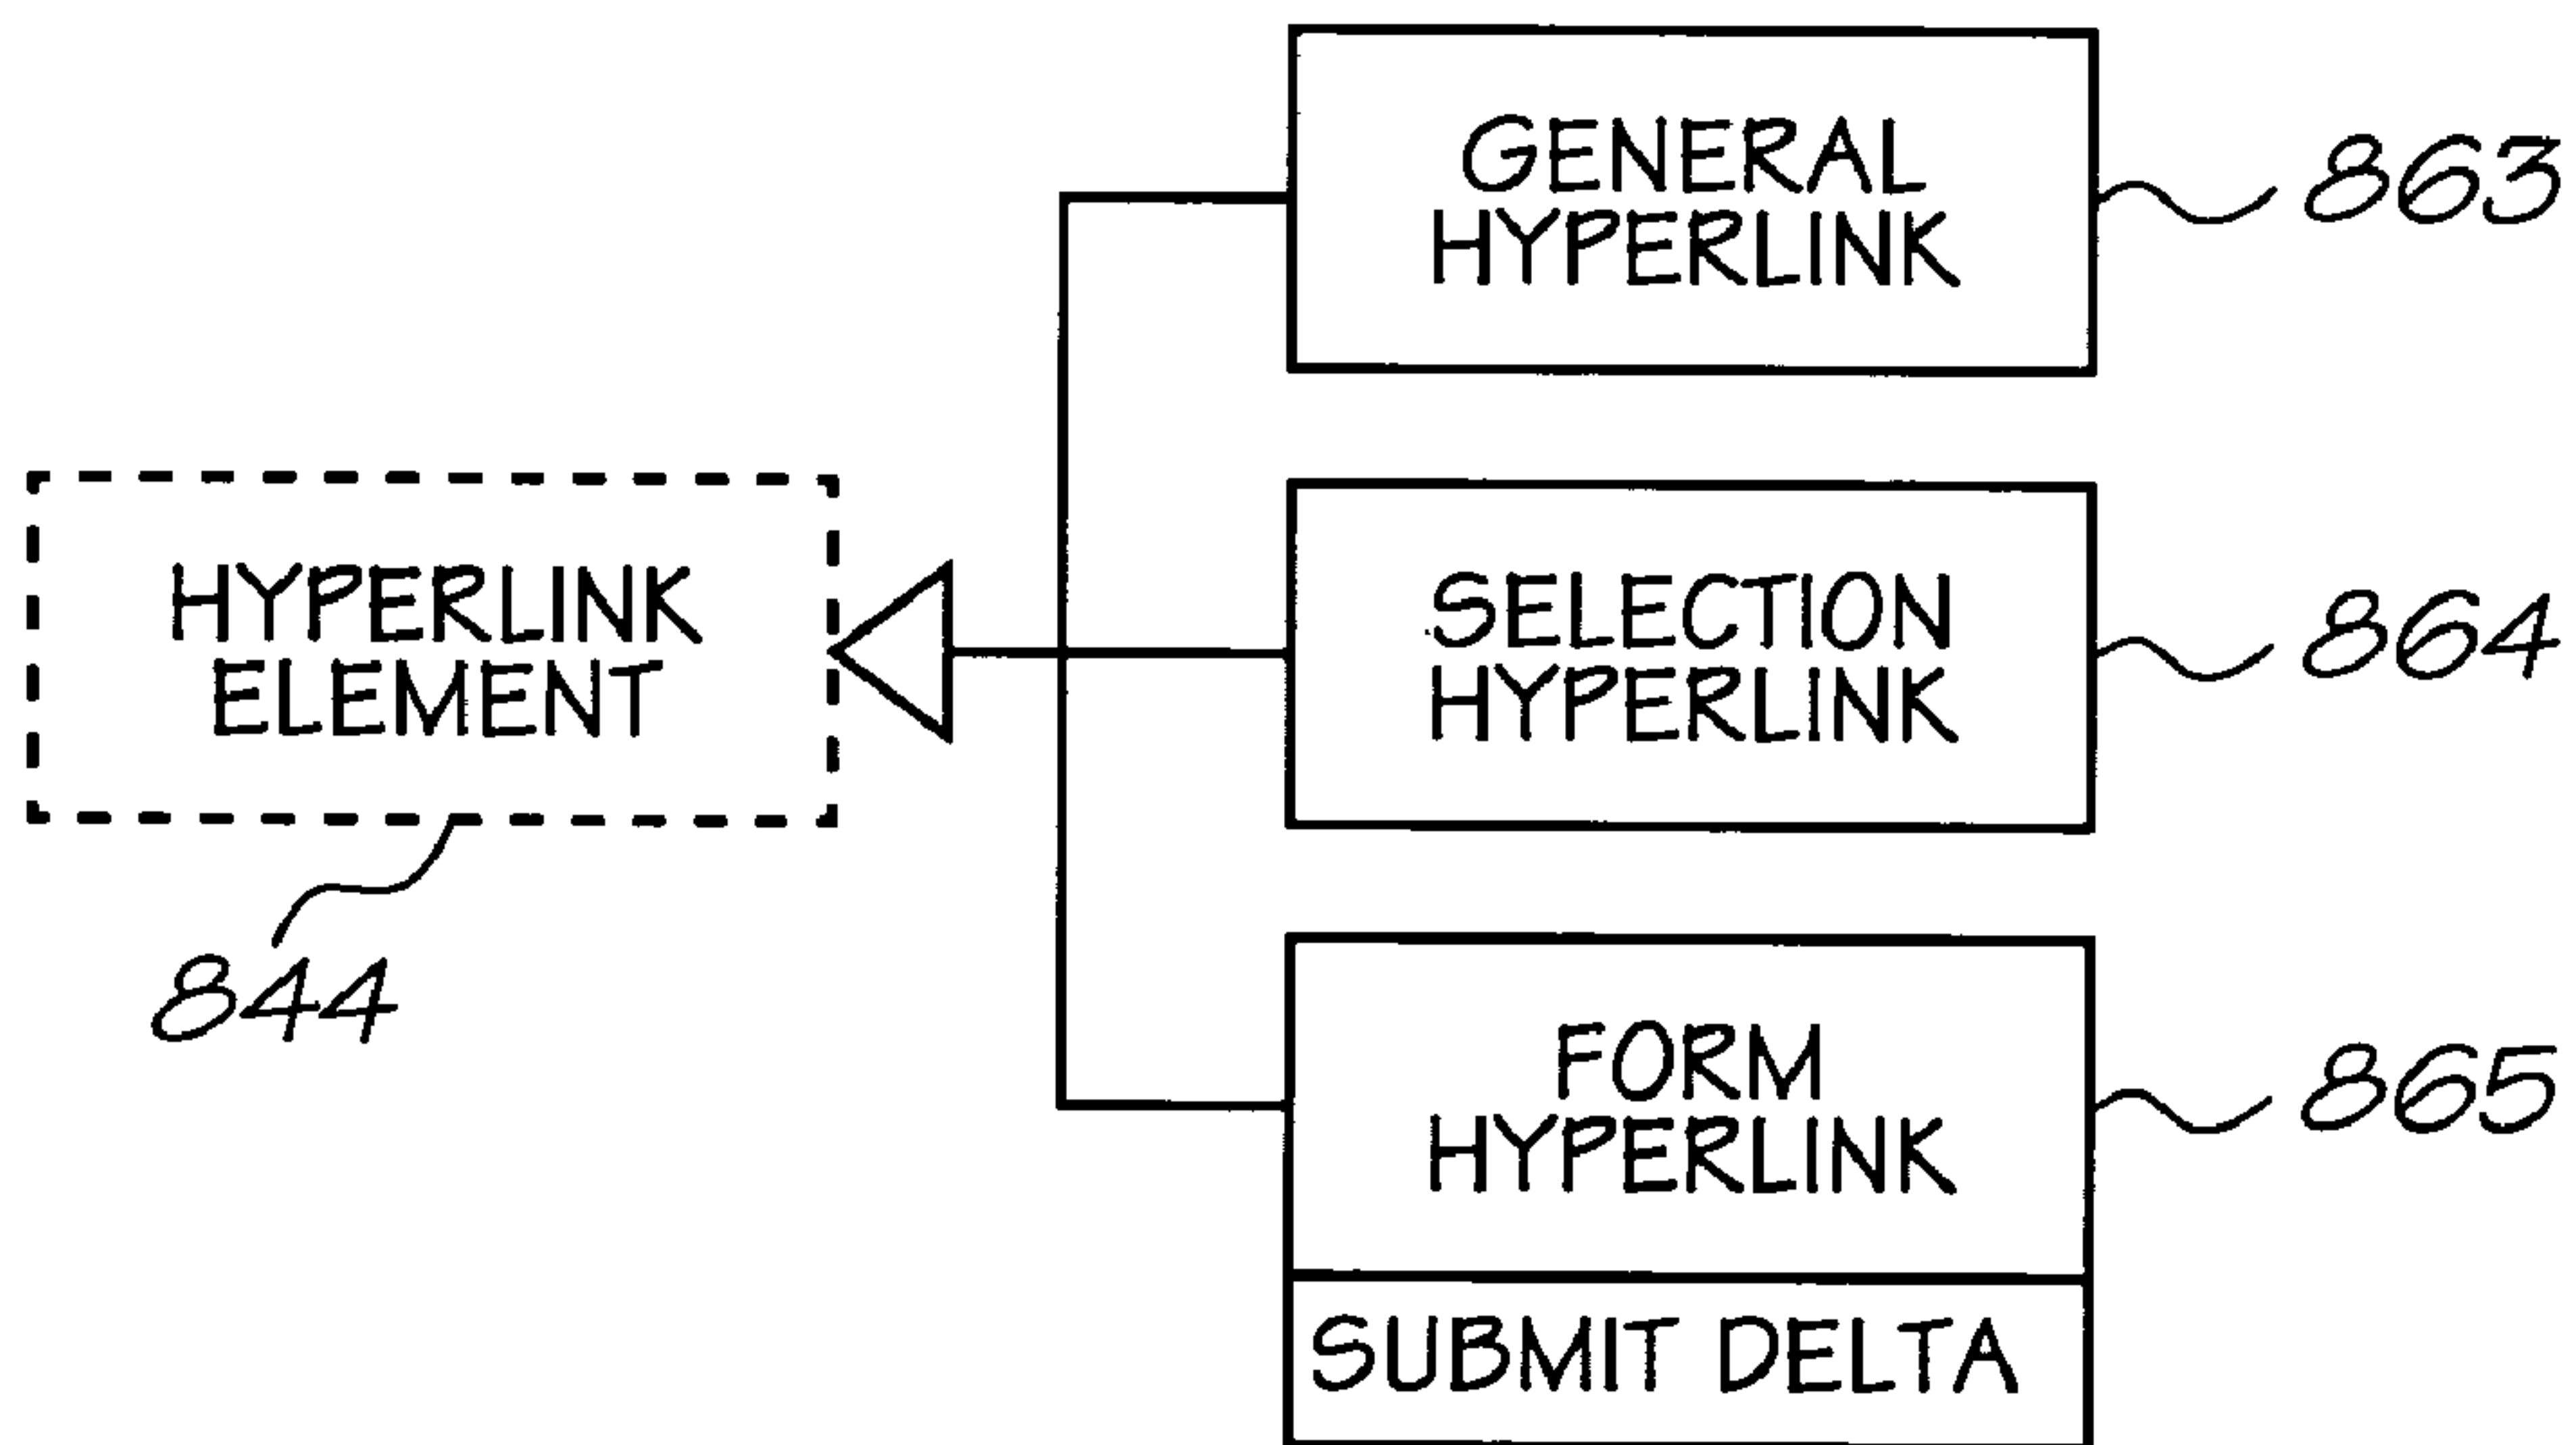 GENERAL
HYPERLINK
863
HYPERLINK
ELEMENT
844
SELECTION
HYPERLINK
864
FORM
HYPERLINK
865
SUBMIT DELTA